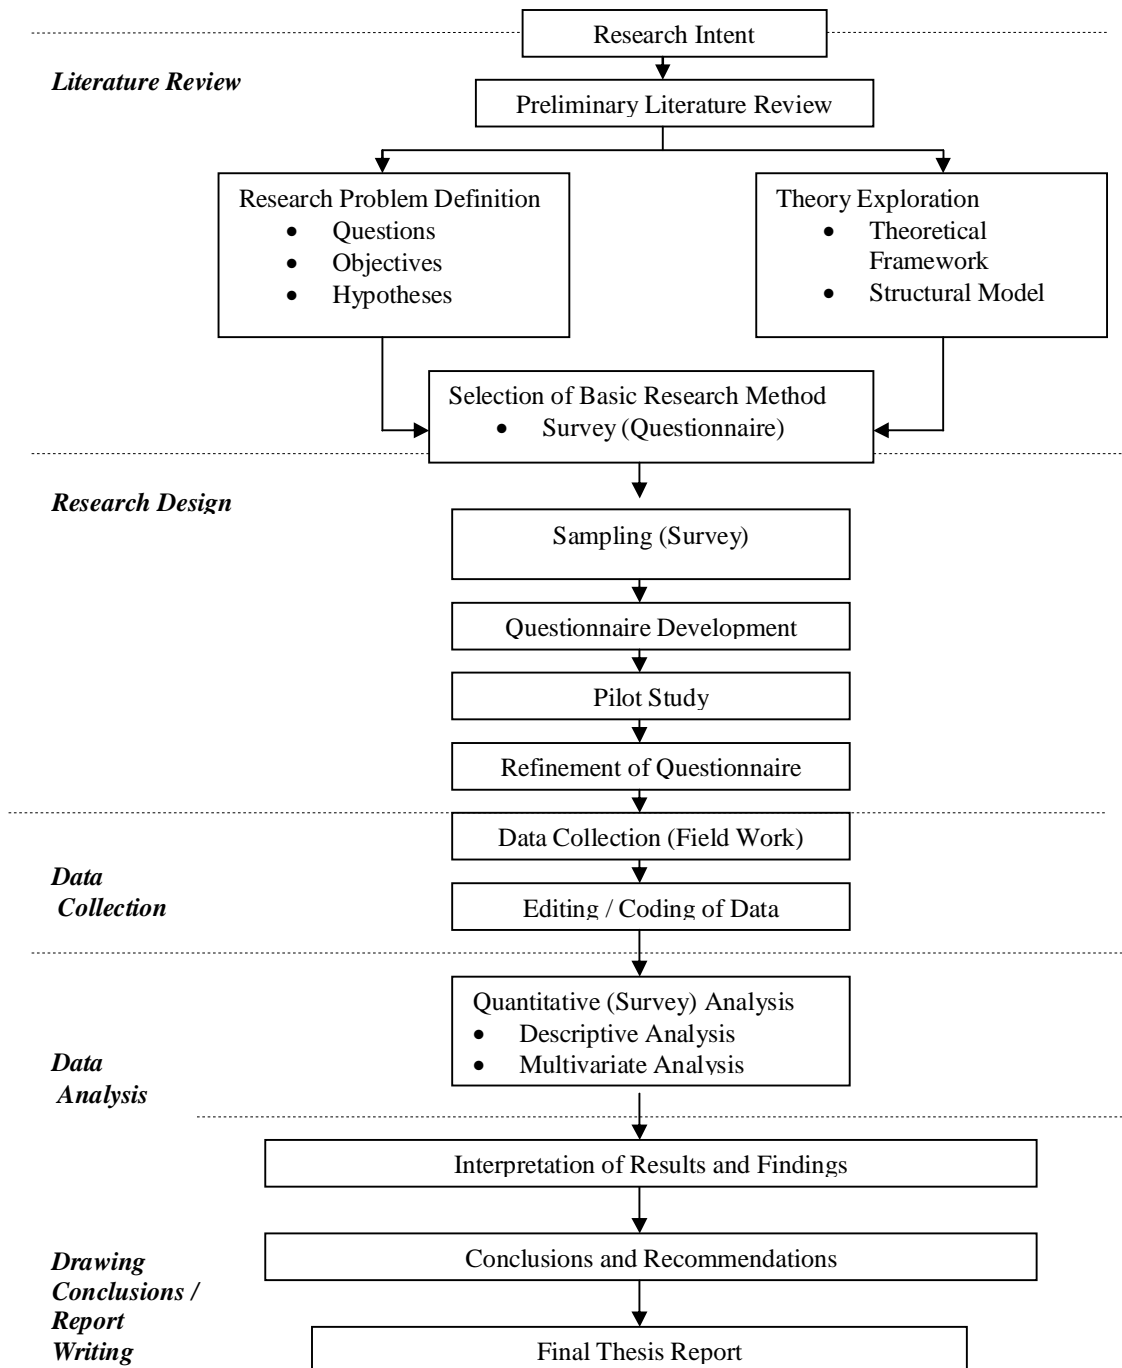 Research Intent
Literature Review
Preliminary Literature Review
Research Problem Definition
• Questions
• Objectives
• Hypotheses
Theory Exploration
• Theoretical
Framework
• Structural Model
Selection of Basic Research Method
• Survey (Questionnaire)
Research Design
Sampling (Survey)
Questionnaire Development
Pilot Study
Refinement of Questionnaire
Data Collection (Field Work)
Data
Collection
Editing / Coding of Data
Quantitative (Survey) Analysis
• Descriptive Analysis
• Multivariate Analysis
Data
Analysis
Interpretation of Results and Findings
Conclusions and Recommendations
Drawing
Conclusions /
Report
Writing
Final Thesis Report